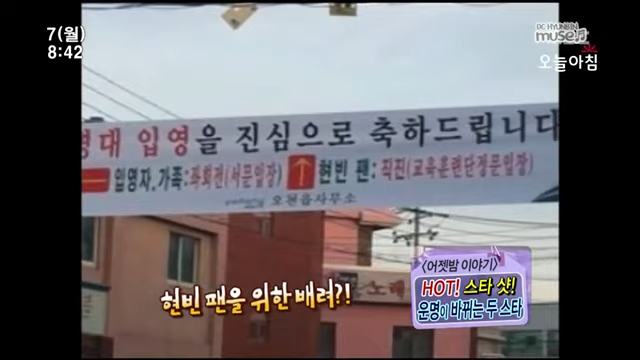 7(월)
8:42
DC HYUNBIN
muse
오늘아침
병대 입영을 진심으로 축하드립니다
입영자, 가족:좌회전(서문입장) 현빈 팬: 직진(교육훈련단정문입장)
오천읍사무소
노래
현빈 팬을 위한 배려?!
〈어젯밤 이야기〉
HOT! 스타 샷!
운명이 바뀌는 두 스타